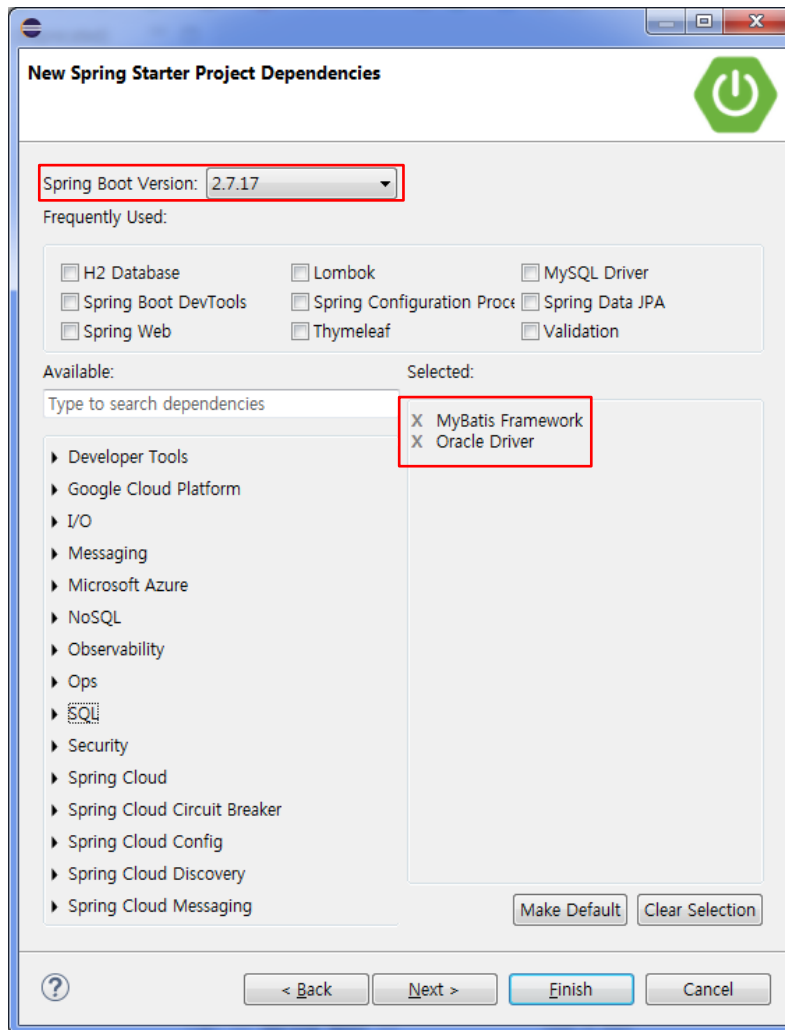 New Spring Starter Project Dependencies
Spring Boot Version: 2.7.17
Frequently Used:
H2 Database Lombok MySQL Driver
Spring Boot DevTools Spring Configuration Proce Spring Data JPA
Spring Web Thymeleaf Validation
Available: Selected:
Type to search dependencies
X MyBatis Framework
X Oracle Driver
Developer Tools
Google Cloud Platform
I/O
Messaging
Microsoft Azure
NoSQL
Observability
Ops
SQL
Security
Spring Cloud
Spring Cloud Circuit Breaker
Spring Cloud Config
Spring Cloud Discovery
Spring Cloud Messaging
Make Default Clear Selection
? < Back Next > Finish Cancel